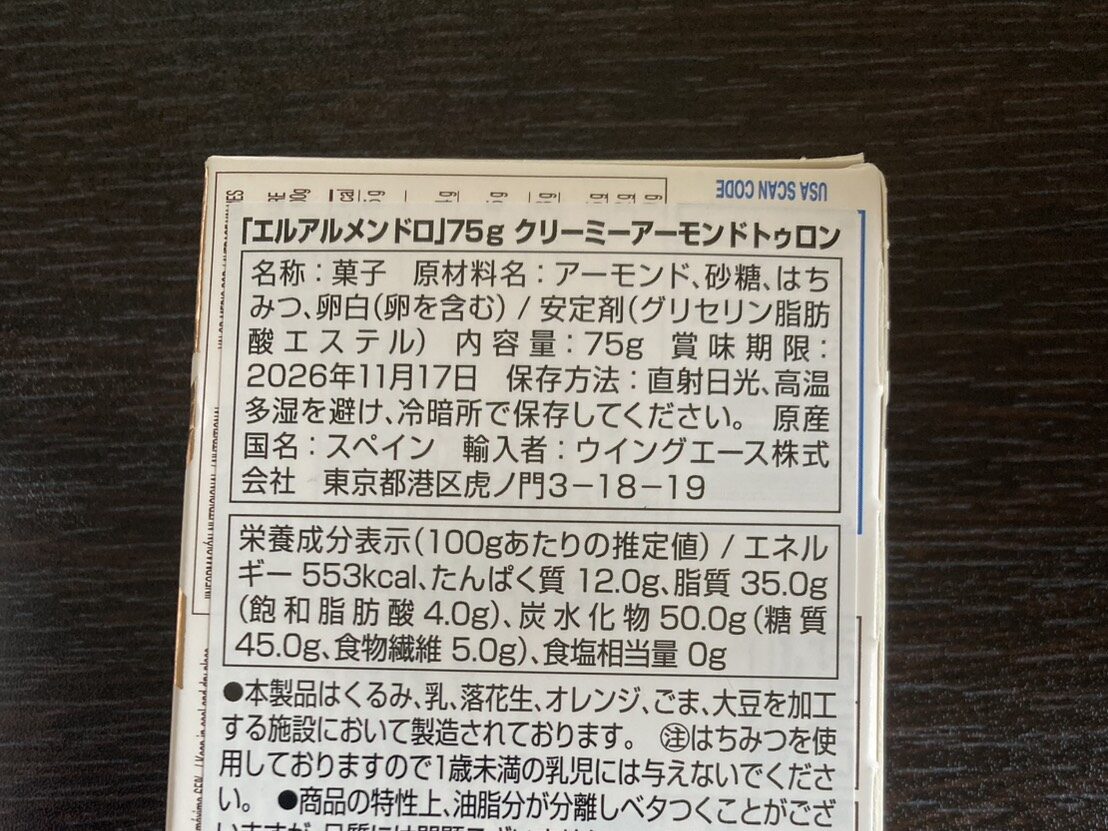 USA SCAN CODE
「エルアルメンドロ」75g クリーミーアーモンドトゥロン
名称：菓子　原材料名：アーモンド、砂糖、はち
みつ、卵白(卵を含む) / 安定剤(グリセリン脂肪
酸エステル)　内容量：75g　賞味期限：
2026年11月17日　保存方法：直射日光、高温
多湿を避け、冷暗所で保存してください。　原産
国名：スペイン　輸入者：ウイングエース株式
会社　東京都港区虎ノ門3－18－19
栄養成分表示(100gあたりの推定値) / エネル
ギー 553kcal、たんぱく質 12.0g、脂質 35.0g
(飽和脂肪酸 4.0g)、炭水化物 50.0g(糖質
45.0g、食物繊維 5.0g)、食塩相当量 0g
●本製品はくるみ、乳、落花生、オレンジ、ごま、大豆を加工
する施設において製造されております。　㊟はちみつを使
用しておりますので1歳未満の乳児には与えないでくださ
い。　●商品の特性上、油脂分が分離しベタつくことがござ